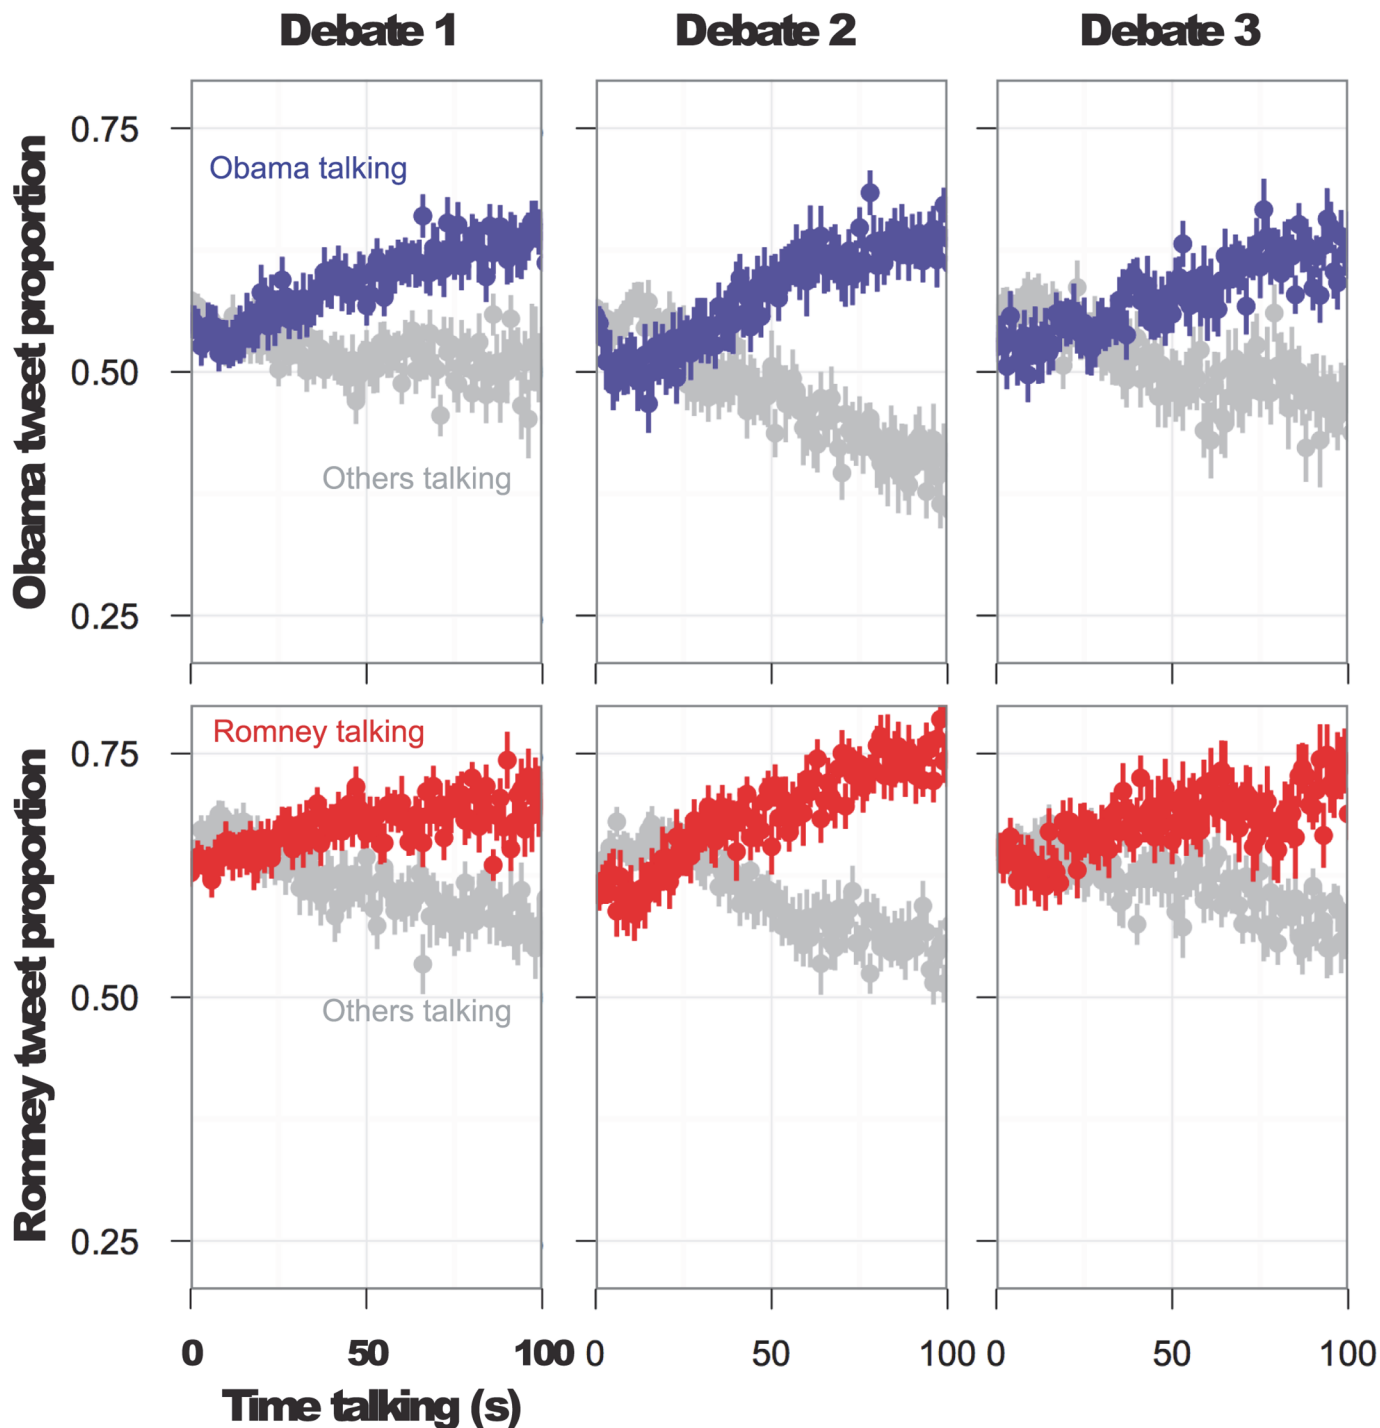 Debate 1
Debate 2
Debate 3
Obama tweet proportion
0.75
0.50
0.25
Obama talking
Others talking
Romney tweet proportion
0.75
0.50
0.25
Romney talking
Others talking
0 50 100
0 50 100
0 50 100
Time talking (s)